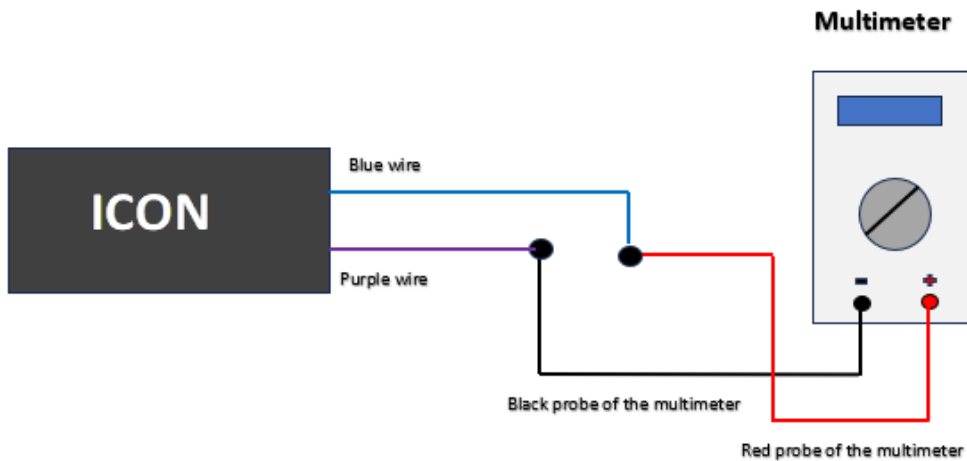 Multimeter
Blue wire
ICON
Purple wire
- +
Black probe of the multimeter
Red probe of the multimeter